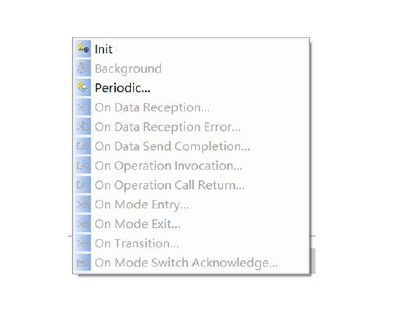 Init
Background
Periodic...
On Data Reception...
On Data Reception Error...
On Data Send Completion...
On Operation Invocation...
On Operation Call Return...
On Mode Entry...
On Mode Exit...
On Transition...
On Mode Switch Acknowledge...